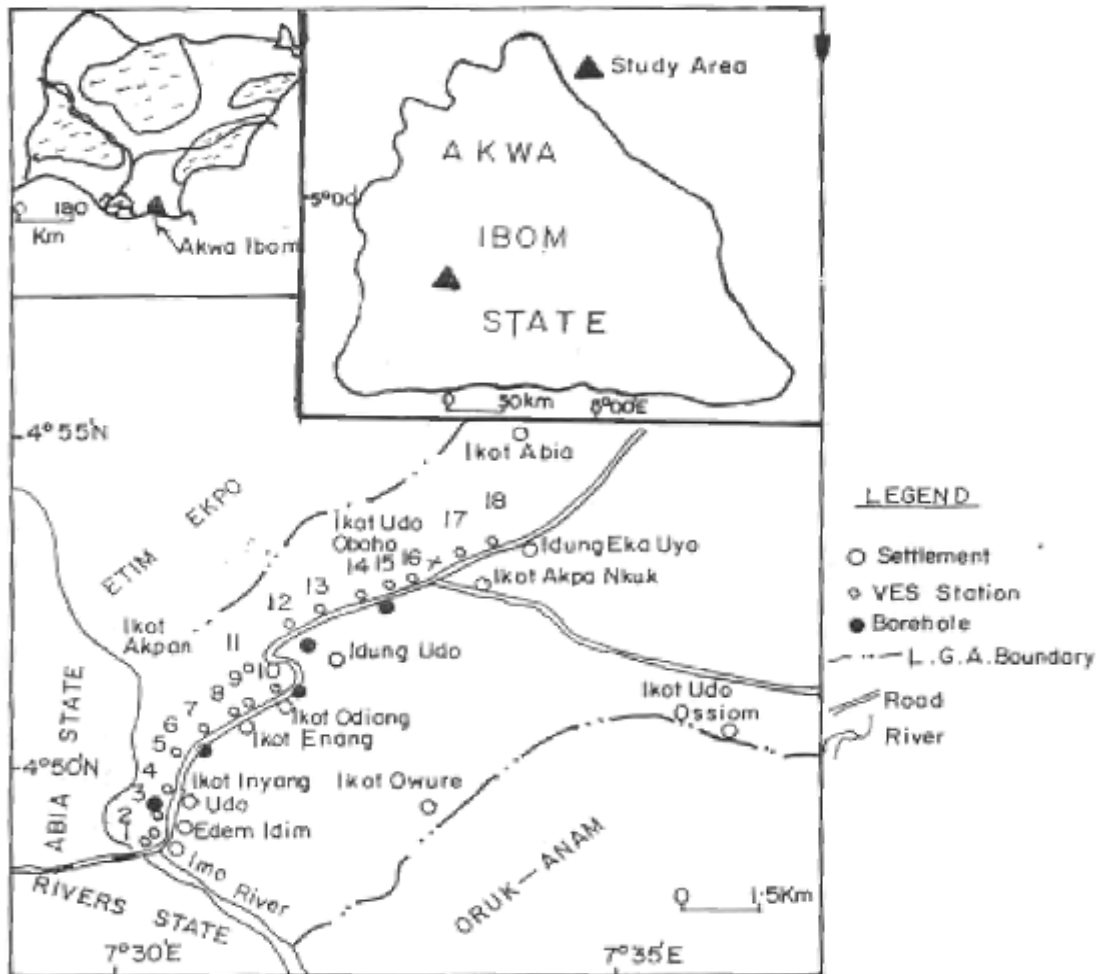 0 180
Km
Akwa Ibom
Study Area
AKWA
IBOM
STATE
5°00'
0 50km 8°00'E
4°55'N
4°50'N
7°30'E
7°35'E
Ikot Abia
ETIM EKPO
Ikot Udo
Oboho
18
17
16
15
14
13
12
11
10
9
8
7
6
5
4
3
2
1
Idung Eka Uyo
Ikot Akpa Nkuk
Ikot
Akpan
Idung Udo
Ikot Odiang
Ikot Enang
Ikot Udo
Ossiom
Ikot Inyang
Udo
Ikot Owure
Edem Idim
Imo River
ABIA STATE
RIVERS STATE
ORUK-ANAM
0 1.5Km
LEGEND
Settlement
VES Station
Borehole
L.G.A. Boundary
Road
River